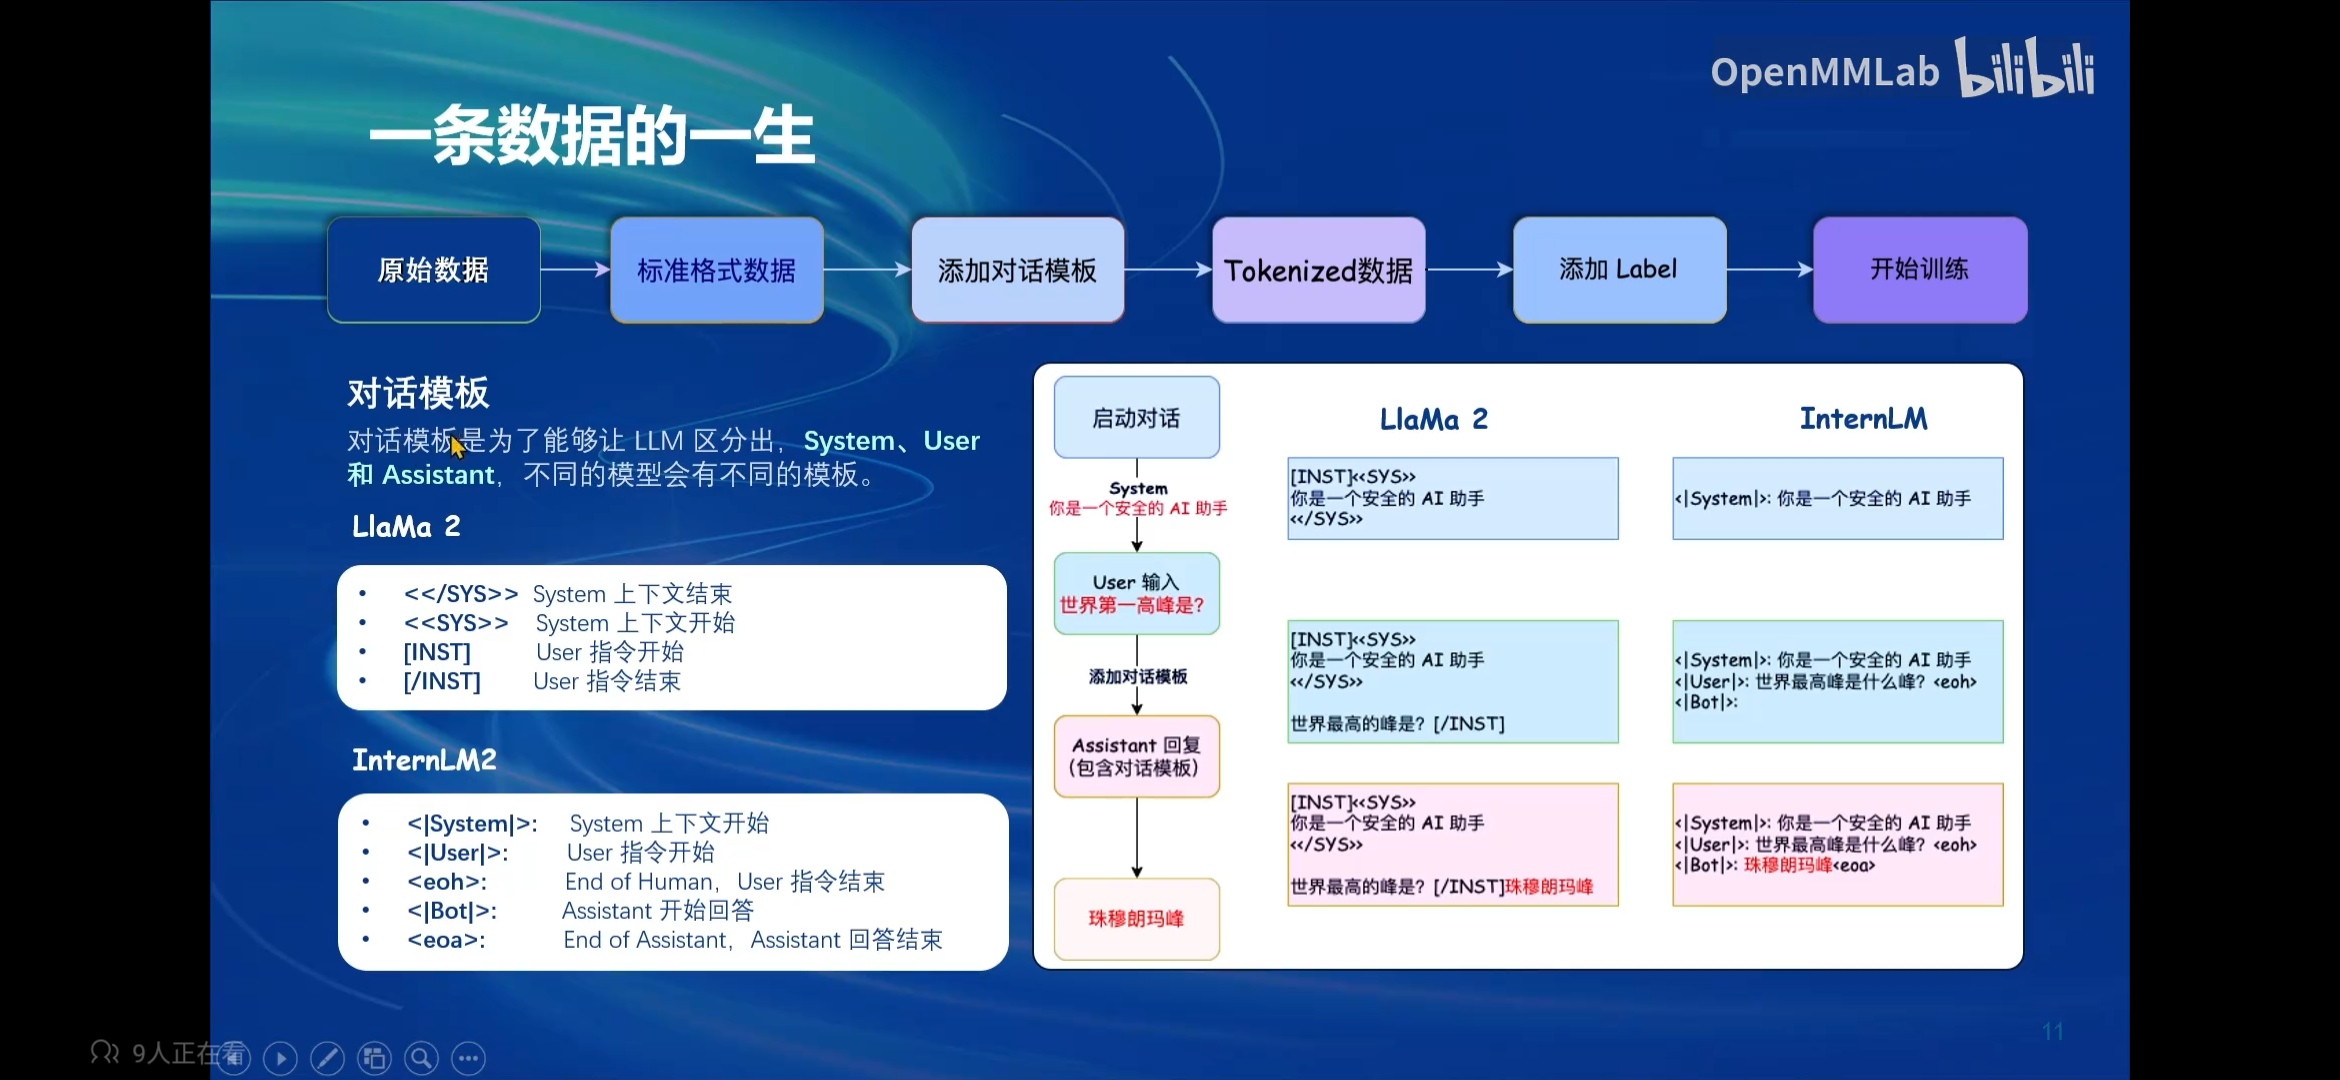 OpenMMLab bilibili
一条数据的一生
原始数据
标准格式数据
添加对话模板
Tokenized数据
添加 Label
开始训练
对话模板
对话模板是为了能够让 LLM 区分出，System、User
和 Assistant，不同的模型会有不同的模板。
LlaMa 2
• <</SYS>> System 上下文结束
• <<SYS>> System 上下文开始
• [INST] User 指令开始
• [/INST] User 指令结束
InternLM2
• <|System|>: System 上下文开始
• <|User|>: User 指令开始
• <eoh>: End of Human，User 指令结束
• <|Bot|>: Assistant 开始回答
• <eoa>: End of Assistant，Assistant 回答结束
启动对话
System
你是一个安全的 AI 助手
User 输入
世界第一高峰是?
添加对话模板
Assistant 回复
(包含对话模板)
珠穆朗玛峰
LlaMa 2
[INST]<<SYS>>
你是一个安全的 AI 助手
<</SYS>>
[INST]<<SYS>>
你是一个安全的 AI 助手
<</SYS>>
世界最高的峰是? [/INST]
[INST]<<SYS>>
你是一个安全的 AI 助手
<</SYS>>
世界最高的峰是? [/INST]珠穆朗玛峰
InternLM
<|System|>: 你是一个安全的 AI 助手
<|System|>: 你是一个安全的 AI 助手
<|User|>: 世界最高峰是什么峰? <eoh>
<|Bot|>:
<|System|>: 你是一个安全的 AI 助手
<|User|>: 世界最高峰是什么峰? <eoh>
<|Bot|>: 珠穆朗玛峰<eoa>
9人正在看
11